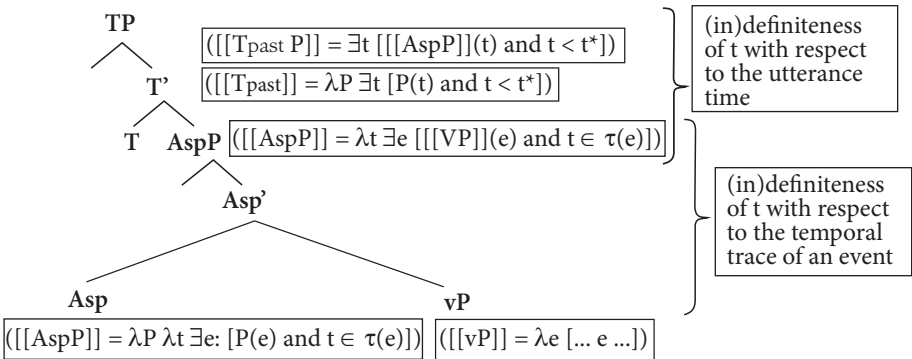 TP
([[Tpast P]] = ∃t [[[AspP]](t) and t < t*])
T’
([[Tpast]] = λP ∃t [P(t) and t < t*])
T
AspP
([[AspP]] = λt ∃e [[[VP]](e) and t ∈ τ(e)])
(in)definiteness
of t with respect
to the utterance
time
Asp’
(in)definiteness
of t with respect
to the temporal
trace of an event
Asp
vP
([[AspP]] = λP λt ∃e: [P(e) and t ∈ τ(e)])
([[vP]] = λe [... e ...])